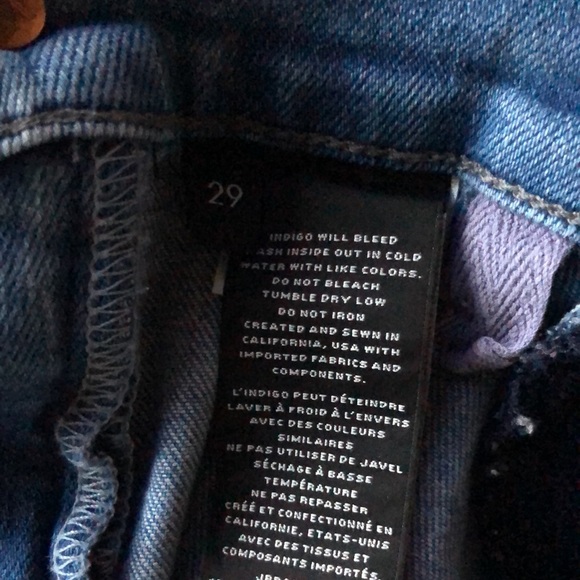 29
INDIGO WILL BLEED
ASH INSIDE OUT IN COLD
WATER WITH LIKE COLORS.
DO NOT BLEACH
TUMBLE DRY LOW
DO NOT IRON
CREATED AND SEWN IN
CALIFORNIA, USA WITH
IMPORTED FABRICS AND
COMPONENTS.
L'INDIGO PEUT DÉTEINDRE
LAVER À FROID À L'ENVERS
AVEC DES COULEURS
SIMILAIRES
NE PAS UTILISER DE JAVEL
SÉCHAGE À BASSE
TEMPÉRATURE
NE PAS REPASSER
CRÉÉ ET CONFECTIONNÉ EN
CALIFORNIE, ETATS-UNIS
AVEC DES TISSUS ET
COMPOSANTS IMPORTÉS.